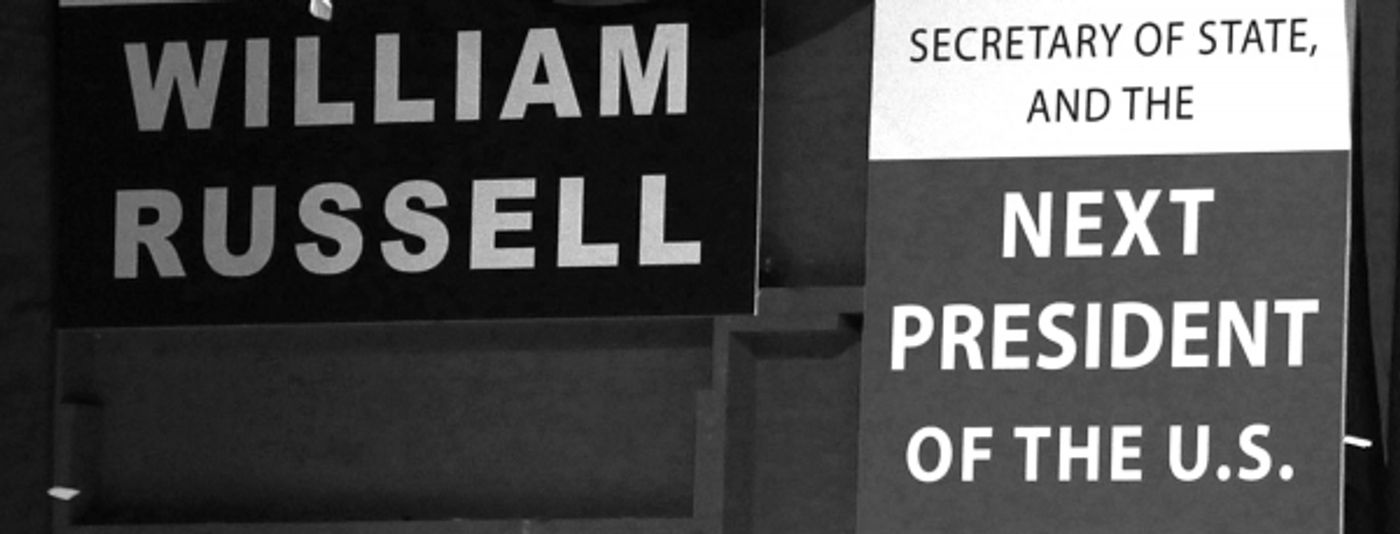 WILLIAM
RUSSELL
SECRETARY OF STATE,
AND THE
NEXT
PRESIDENT
OF THE U.S.